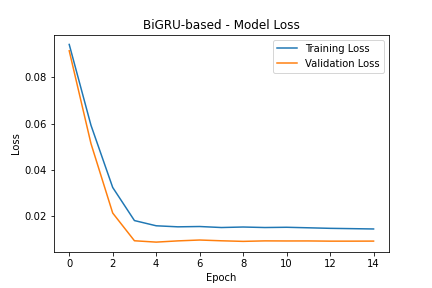 BiGRU-based - Model Loss
Training Loss
Validation Loss
0.08
0.06
0.04
0.02
Loss
0 2 4 6 8 10 12 14
Epoch